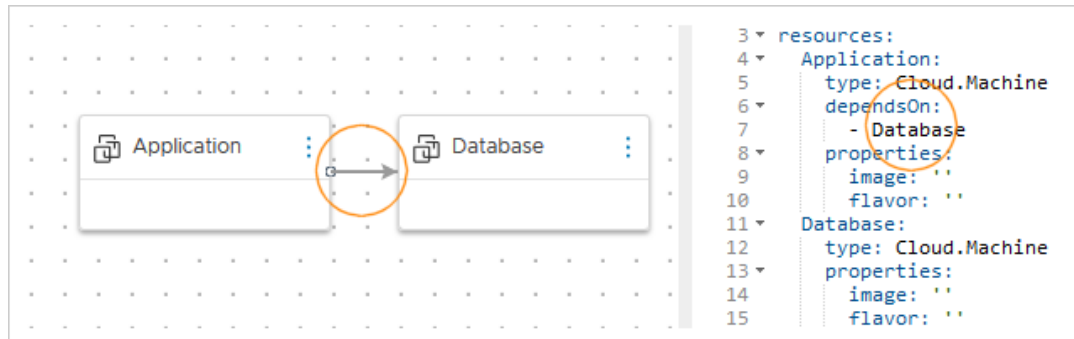 Application
Database
3 resources:
4 Application:
5 type: Cloud.Machine
6 dependsOn:
7 - Database
8 properties:
9 image: ''
10 flavor: ''
11 Database:
12 type: Cloud.Machine
13 properties:
14 image: ''
15 flavor: ''